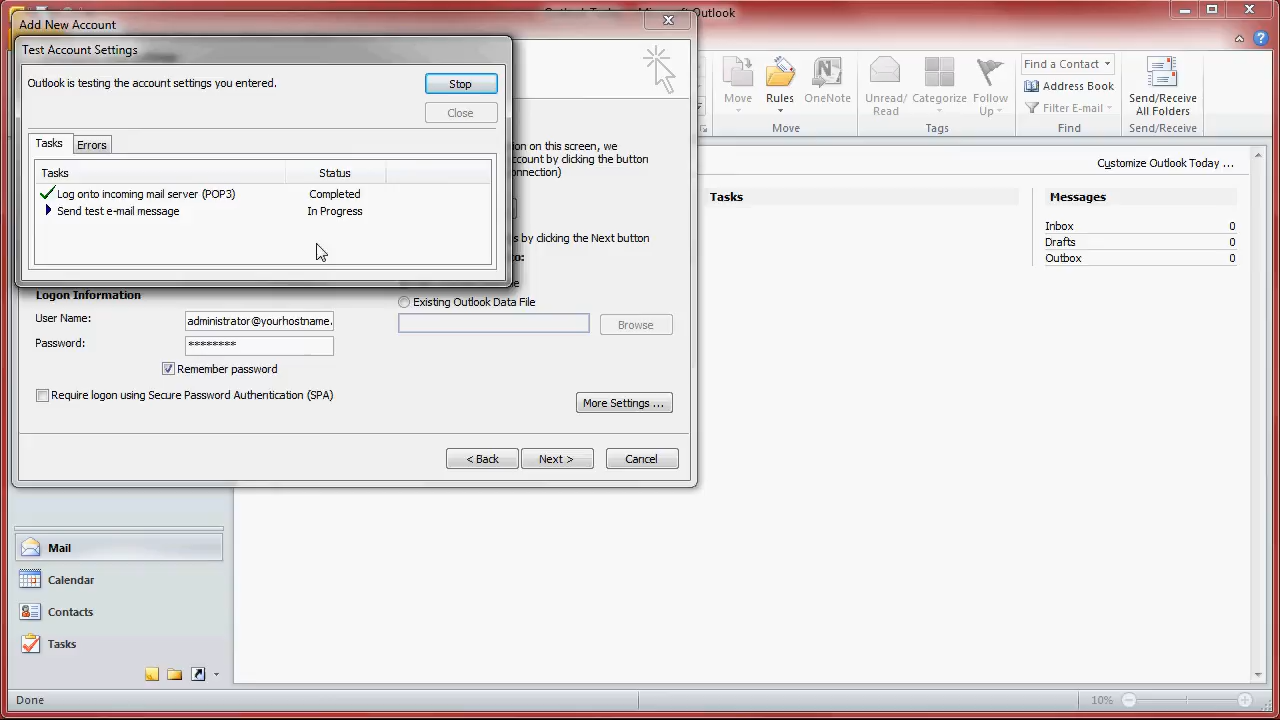 Add New Account
Microsoft Outlook
Test Account Settings
Outlook is testing the account settings you entered.
Stop
Close
Tasks
Errors
Tasks Status
Log onto incoming mail server (POP3) Completed
Send test e-mail message In Progress
on on this screen, we
account by clicking the button
onnection)
s by clicking the Next button
to:
Existing Outlook Data File
Browse
Logon Information
User Name:
administrator@yourhostname.
Password:
********
Remember password
Require logon using Secure Password Authentication (SPA)
More Settings ...
< Back
Next >
Cancel
Move
Rules
OneNote
Move
Unread/
Read
Categorize
Follow
Up
Tags
Find a Contact
Address Book
Filter E-mail
Find
Send/Receive
All Folders
Send/Receive
Customize Outlook Today ...
Tasks
Messages
Inbox 0
Drafts 0
Outbox 0
Mail
Calendar
Contacts
Tasks
Done
10%